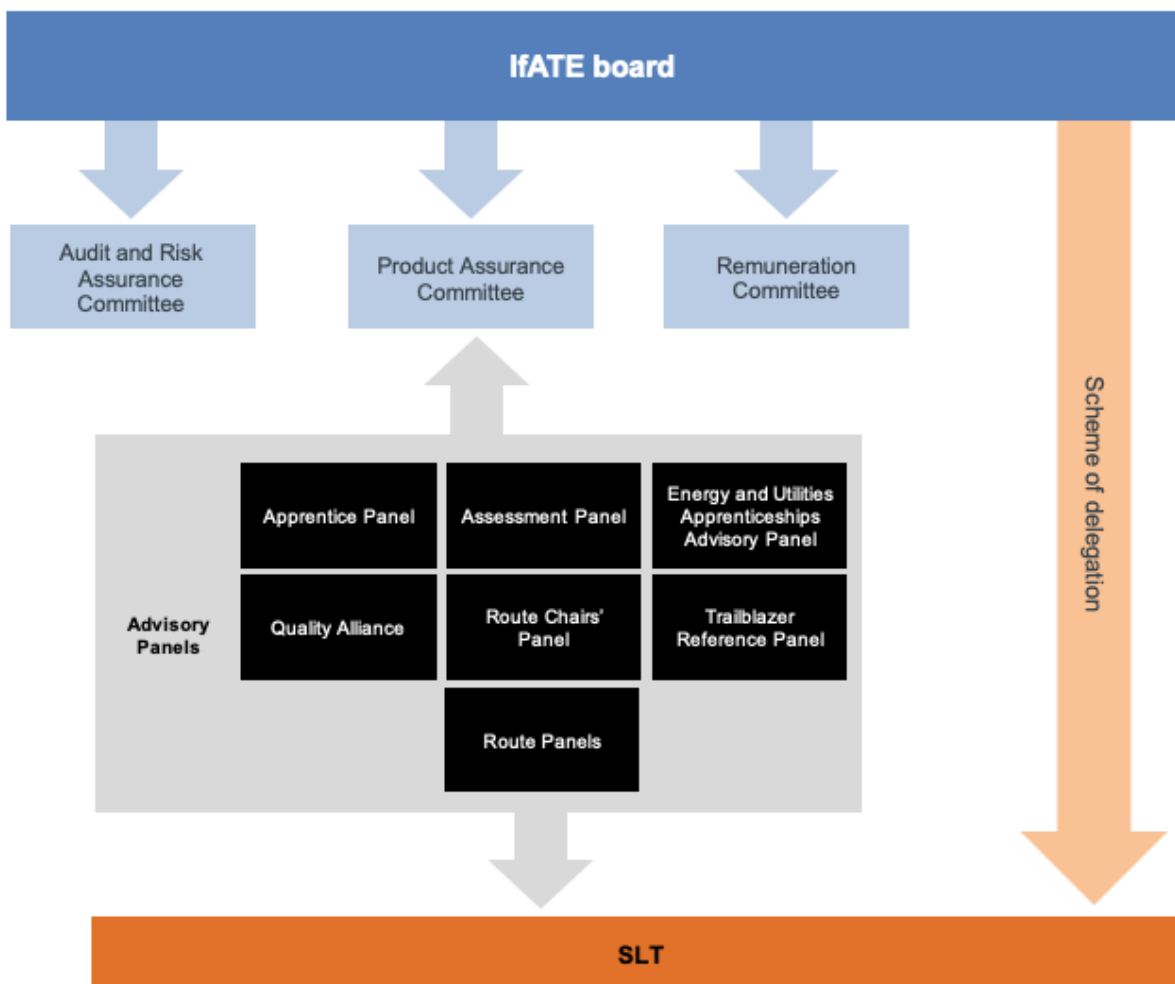 IfATE board
Audit and Risk
Assurance
Committee
Product Assurance
Committee
Remuneration
Committee
Scheme of delegation
Advisory
Panels
Apprentice Panel
Assessment Panel
Energy and Utilities
Apprenticeships
Advisory Panel
Quality Alliance
Route Chairs'
Panel
Trailblazer
Reference Panel
Route Panels
SLT